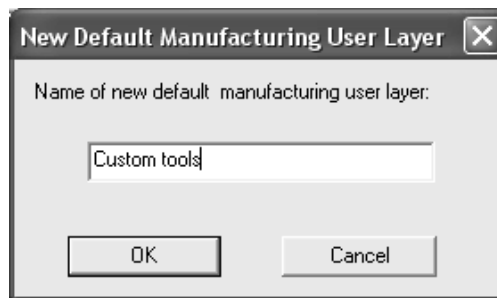 New Default Manufacturing User Layer
Name of new default manufacturing user layer:
Custom tools
OK Cancel